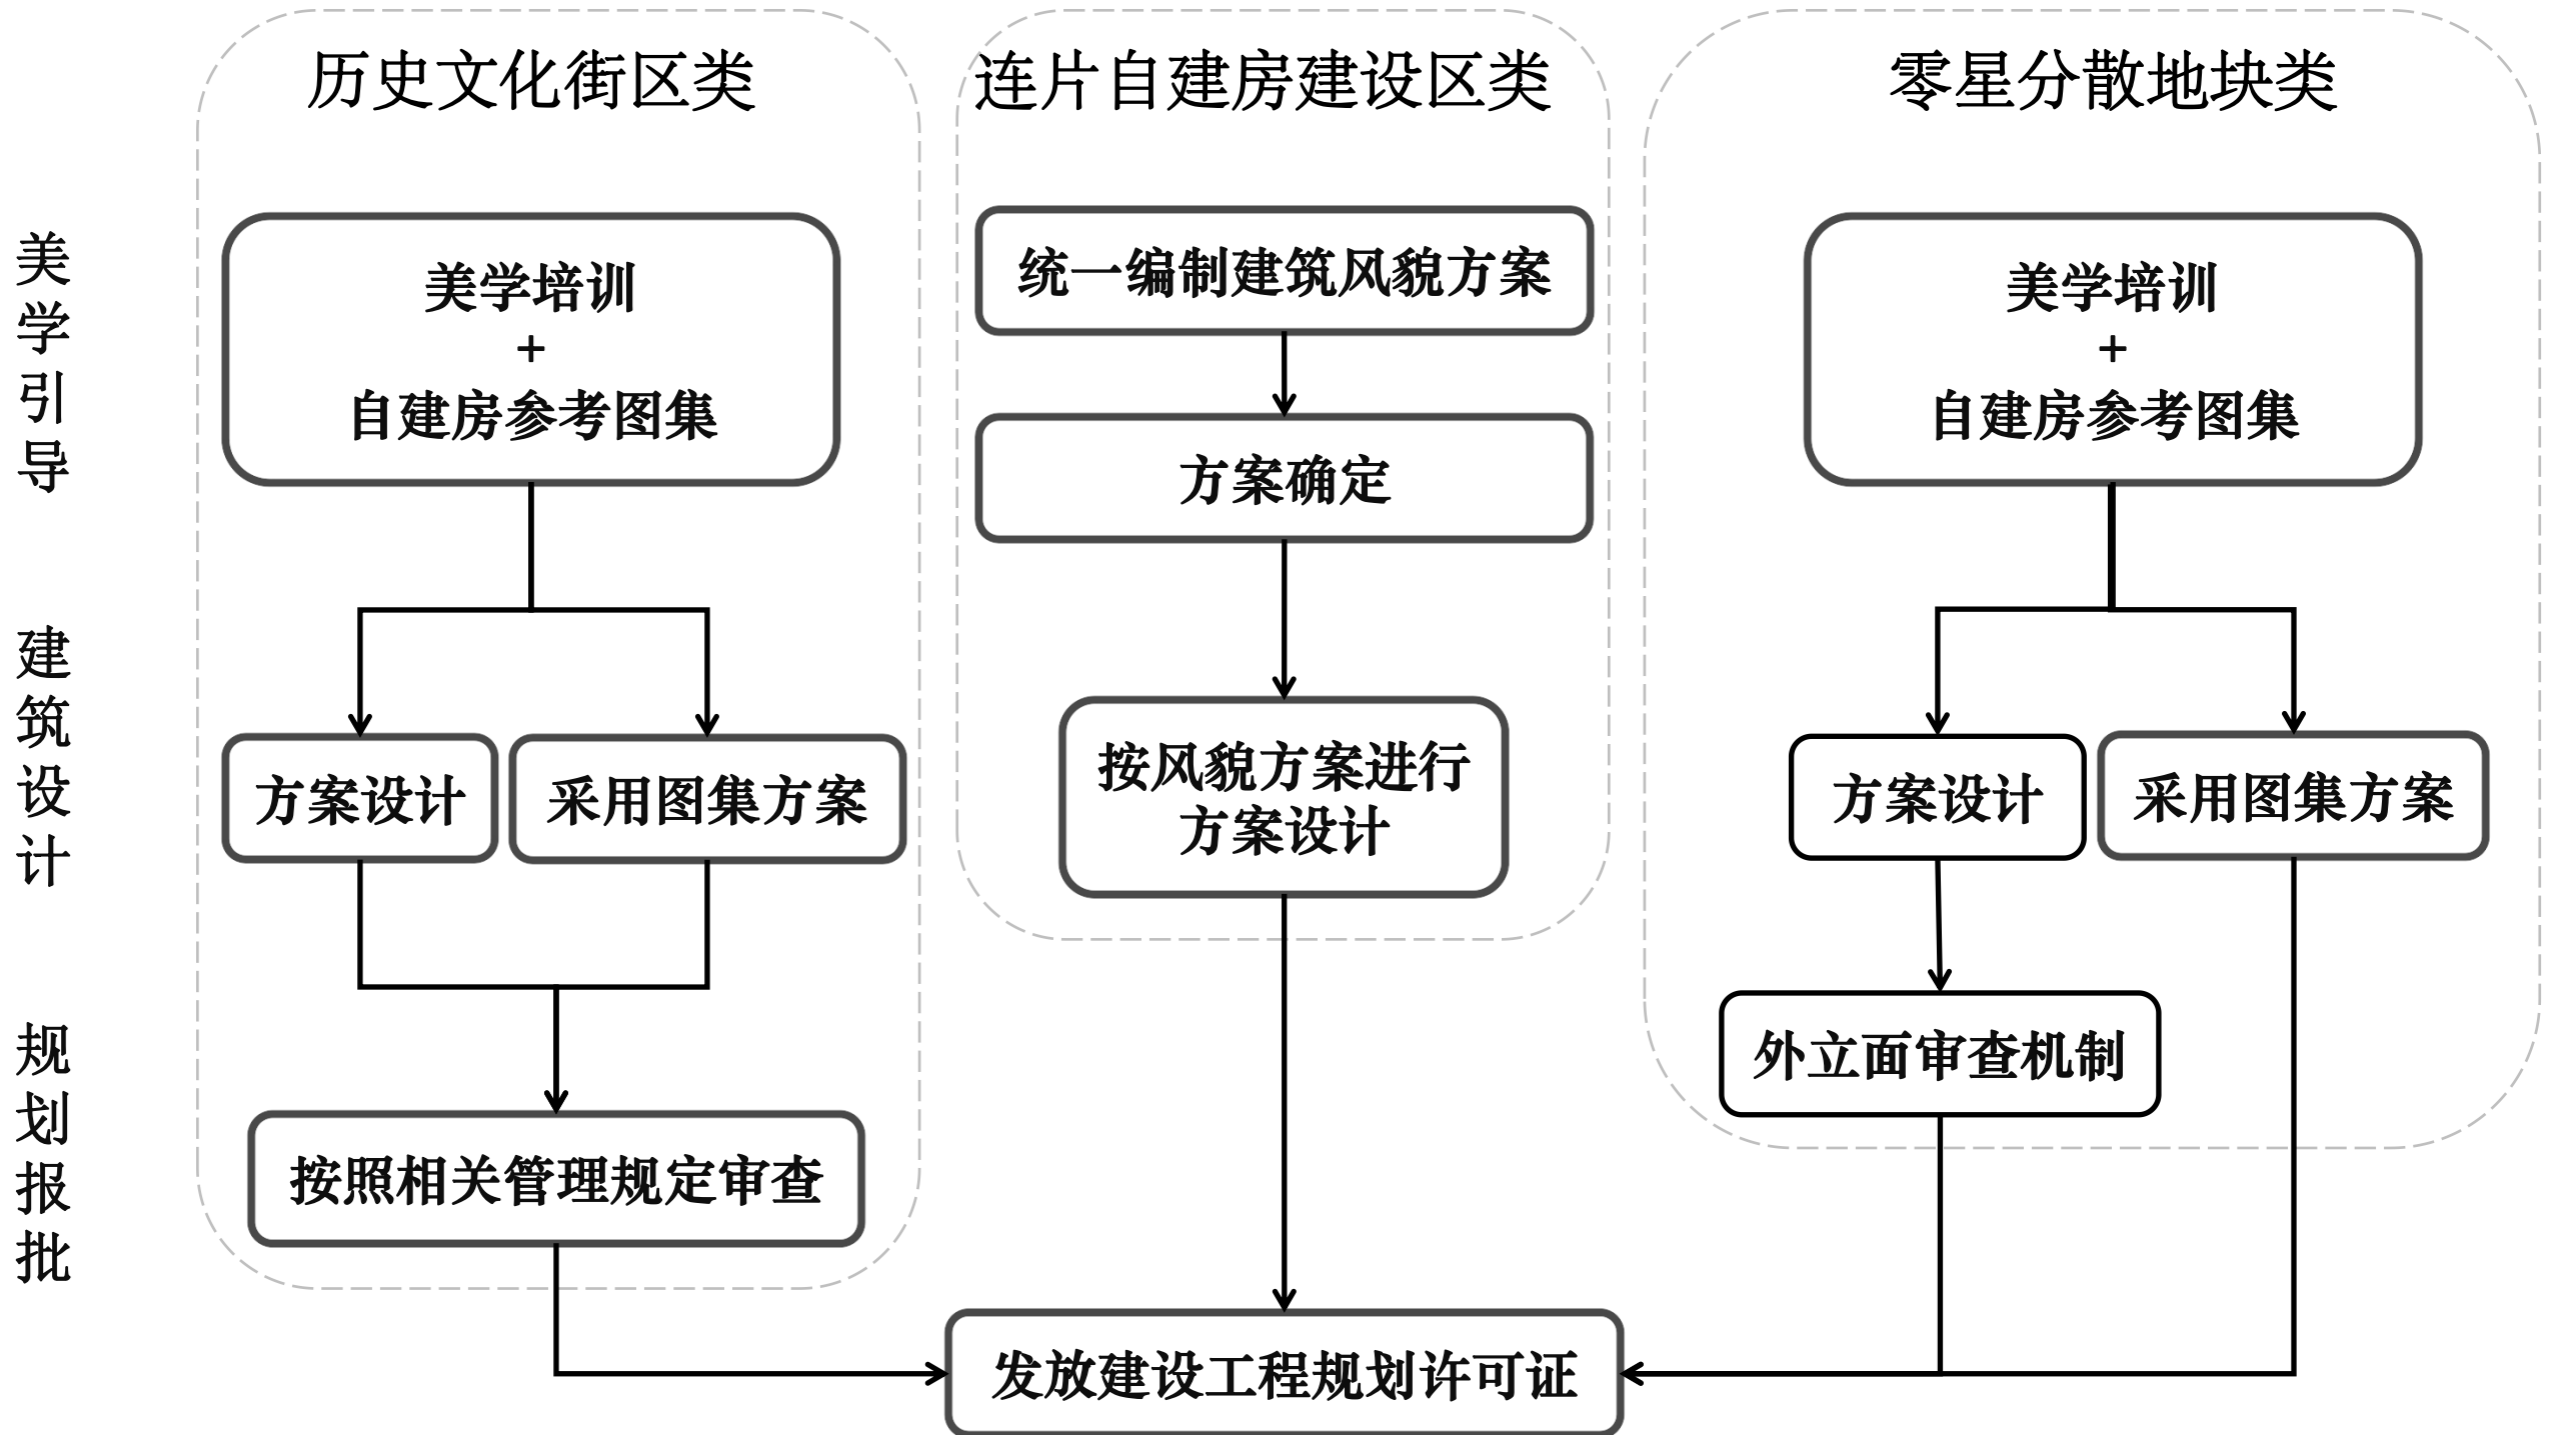 历史文化街区类
连片自建房建设区类
零星分散地块类
美学引导
美学培训
+
自建房参考图集
统一编制建筑风貌方案
方案确定
美学培训
+
自建房参考图集
建筑设计
方案设计
采用图集方案
按风貌方案进行
方案设计
方案设计
采用图集方案
规划报批
外立面审查机制
按照相关管理规定审查
发放建设工程规划许可证